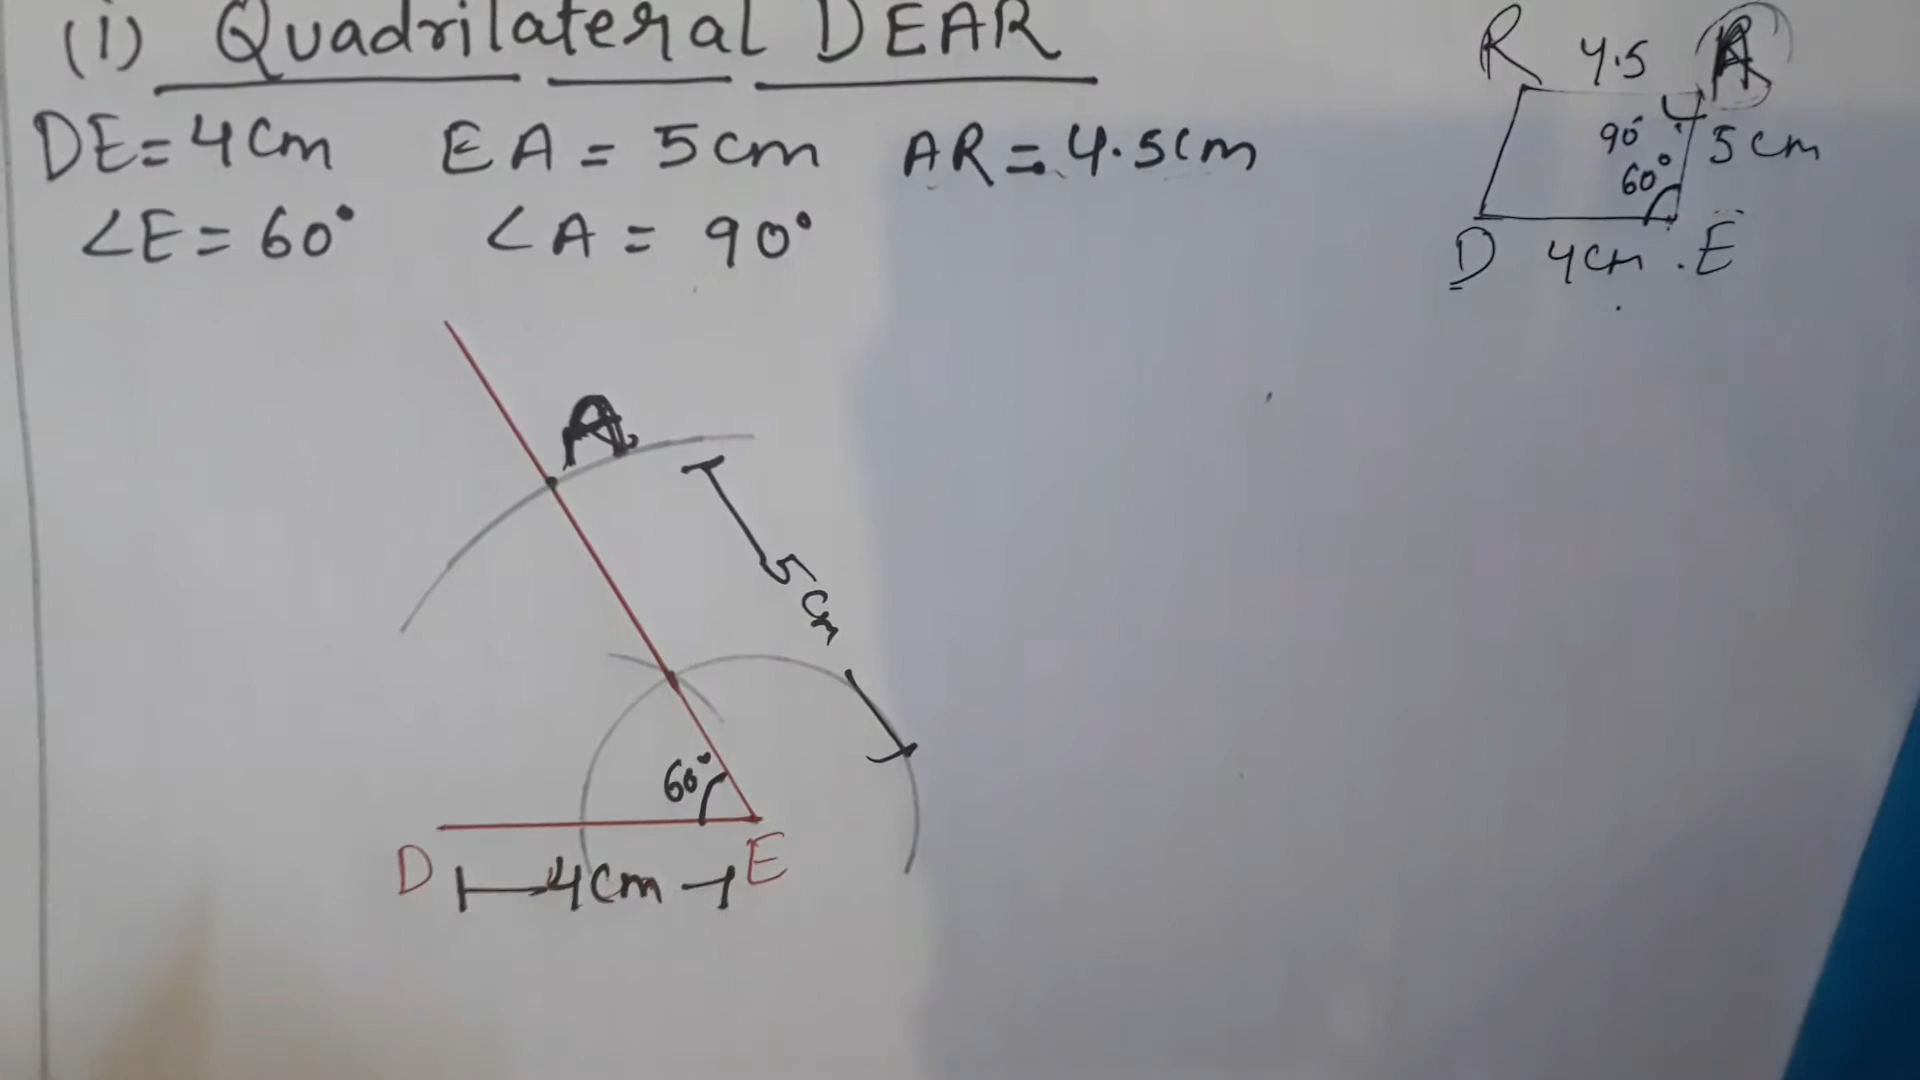 (i) Quadrilateral DEAR
DE = 4cm EA = 5cm AR = 4.5cm
∠E = 60° ∠A = 90°
R 4.5 A
90°
5cm
60°
D 4cm . E
A
5cm
60°
D E
4cm